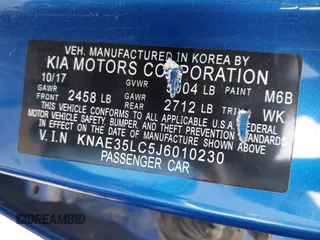 VEH. MANUFACTURED IN KOREA BY
KIA MOTORS CORPORATION
10/17 GVWR 004 LB PAINT M6B
GAWR FRONT 2458 LB GAWR REAR 2712 LB TRIM WK
THIS VEHICLE CONFORMS TO ALL APPLICABLE
U.S.A. FEDERAL MOTOR VEHICLE SAFETY, BUMPER, AND THEFT PREVENTION STANDARDS
IN EFFECT ON THE DATE OF MANUFACTURE SHOWN ABOVE.
V.I.N KNAE35LC5J6010230
PASSENGER CAR
DREAMBID